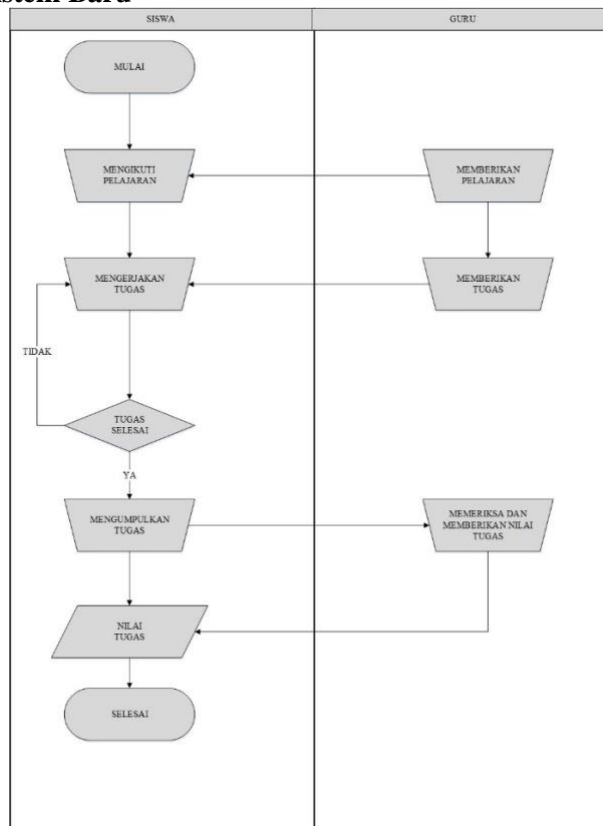 SISWA
GURU
MULAI
MENGIKUTI
PELAJARAN
MEMBERIKAN
PELAJARAN
MENGERJAKAN
TUGAS
MEMBERIKAN
TUGAS
TIDAK
TUGAS
SELESAI
YA
MENGUMPULKAN
TUGAS
MEMERIKSA DAN
MEMBERIKAN NILAI
TUGAS
NILAI
TUGAS
SELESAI